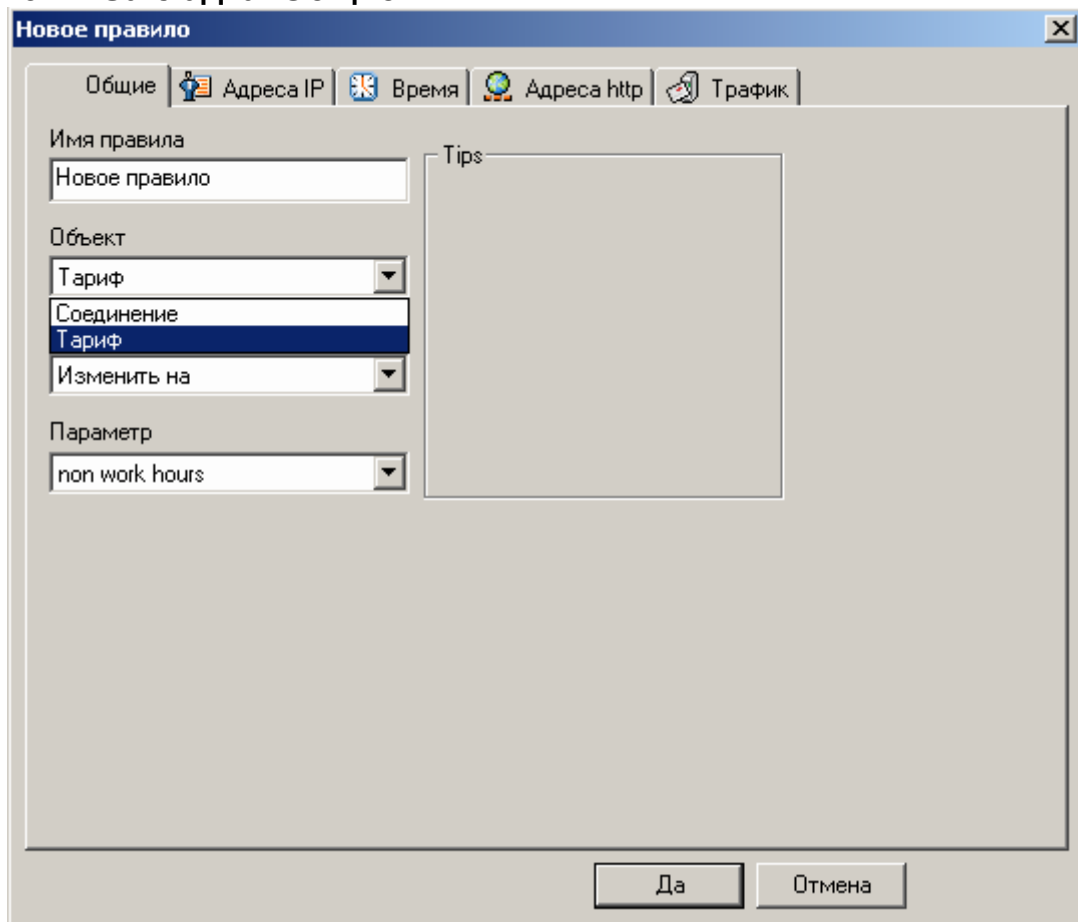 Новое правило
Общие Адреса IP Время Адреса http Трафик
Имя правила
Новое правило
Tips
Объект
Тариф
Соединение
Тариф
Изменить на
Параметр
non work hours
Да Отмена